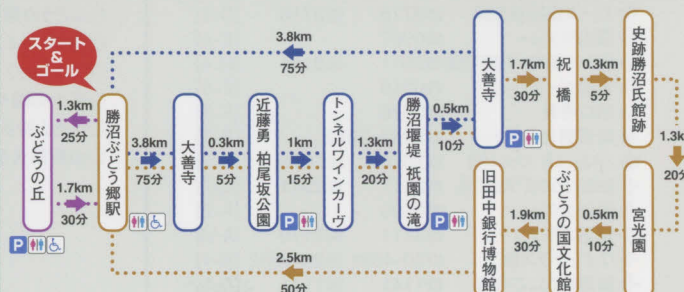 スタート
&
ゴール
3.8km
75分
1.3km
25分
ぶどうの丘
1.7km
30分
勝沼ぶどう郷駅
3.8km
75分
大善寺
0.3km
5分
近藤勇 柏尾坂公園
1km
15分
トンネルワインカーヴ
1.3km
20分
勝沼堰堤 祇園の滝
0.5km
10分
大善寺
1.7km
30分
祝橋
0.3km
5分
史跡勝沼氏館跡
1.3k
20分
宮光園
0.5km
10分
ぶどうの国文化館
1.9km
30分
旧田中銀行博物館
2.5km
50分
P
P
P
P